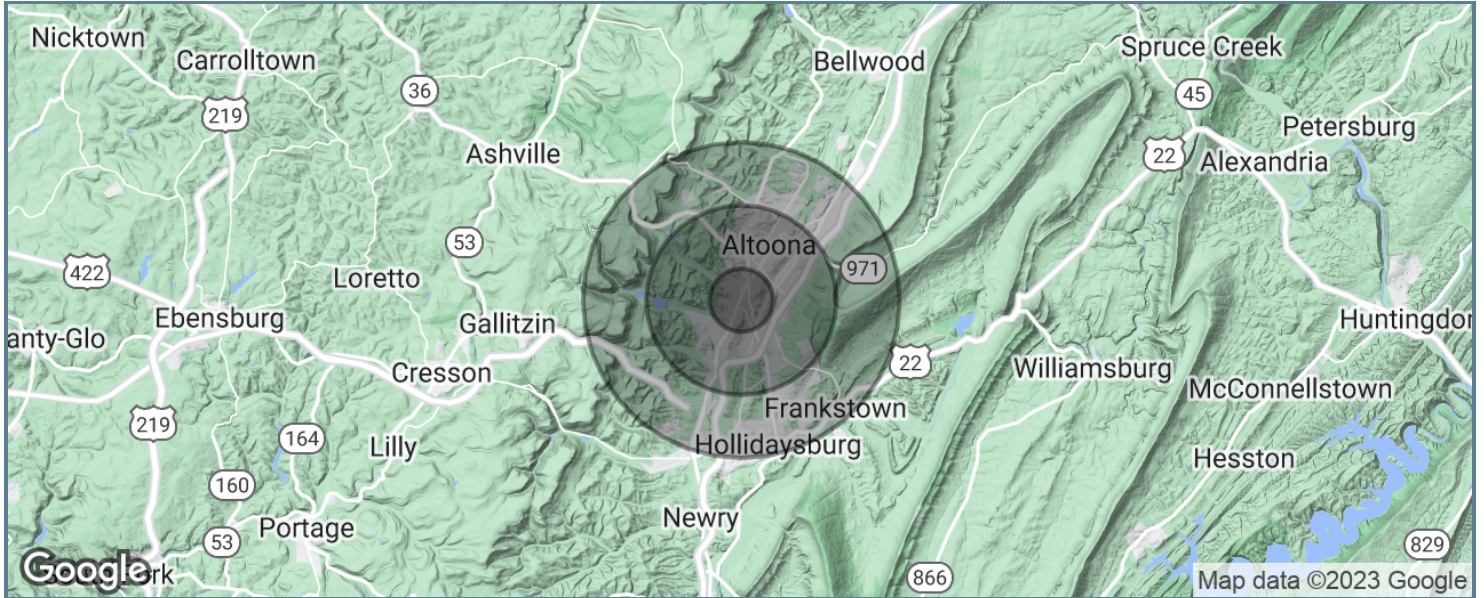 Nicktown
Carrolltown
Bellwood
Spruce Creek
36
219
45
Petersburg
Ashville
22
Alexandria
Altoona
53
971
422
Loretto
Ebensburg
Gallitzin
Huntingdon
anty-Glo
Cresson
22
Williamsburg
McConnellstown
219
Frankstown
164
Lilly
Hollidaysburg
Hesston
160
Portage
Newry
53
829
866
Google
rk
Map data ©2023 Google